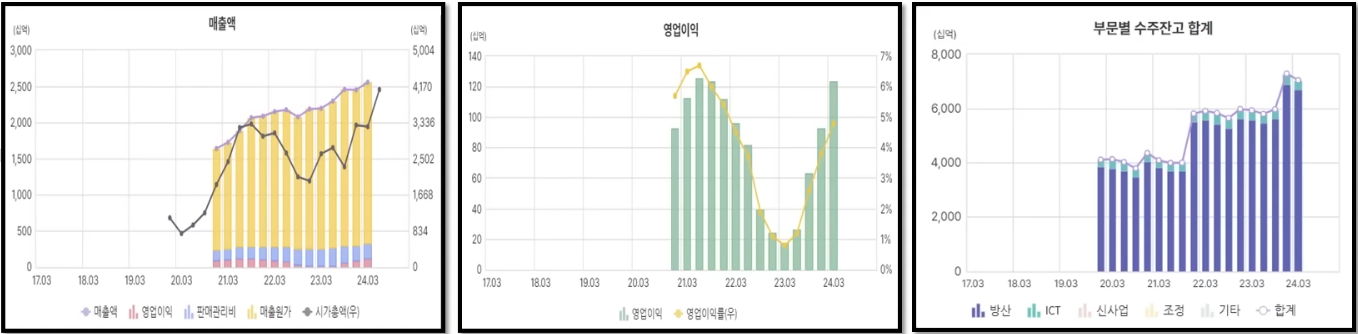 매출액
(십억) (십억)
3,000 5,004
2,500 4,170
2,000 3,336
1,500 2,502
1,000 1,668
500 834
0 0
17.03 18.03 19.03 20.03 21.03 22.03 23.03 24.03
매출액 영업이익 판매관리비 매출원가 시가총액(우)
영업이익
(십억)
140 7%
120 6%
100 5%
80 4%
60 3%
40 2%
20 1%
0 0%
17.03 18.03 19.03 20.03 21.03 22.03 23.03 24.03
영업이익 영업이익률(우)
부문별 수주잔고 합계
(십억)
8,000
6,000
4,000
2,000
0
17.03 18.03 19.03 20.03 21.03 22.03 23.03 24.03
방산 ICT 신사업 조정 기타 합계